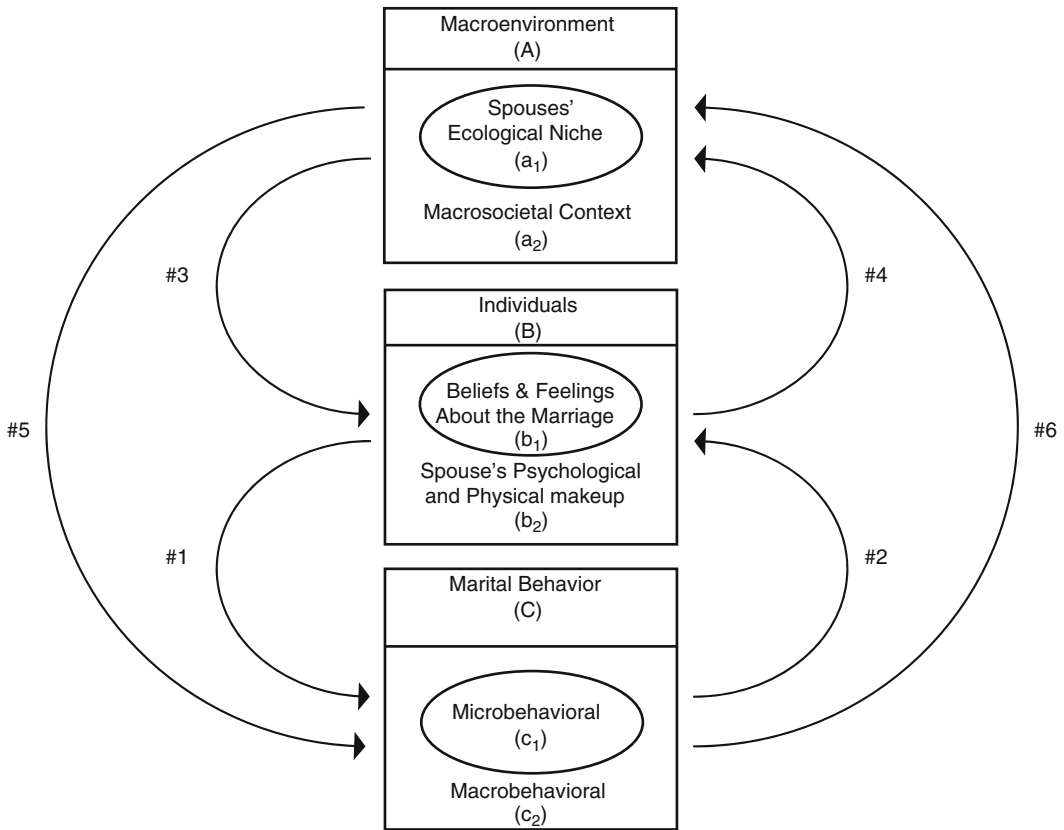 Macroenvironment
(A)
Spouses'
Ecological Niche
(a₁)
Macrosocietal Context
(a₂)
#3
#4
Individuals
(B)
Beliefs & Feelings
About the Marriage
(b₁)
Spouse's Psychological
and Physical makeup
(b₂)
#5
#6
#1
#2
Marital Behavior
(C)
Microbehavioral
(c₁)
Macrobehavioral
(c₂)